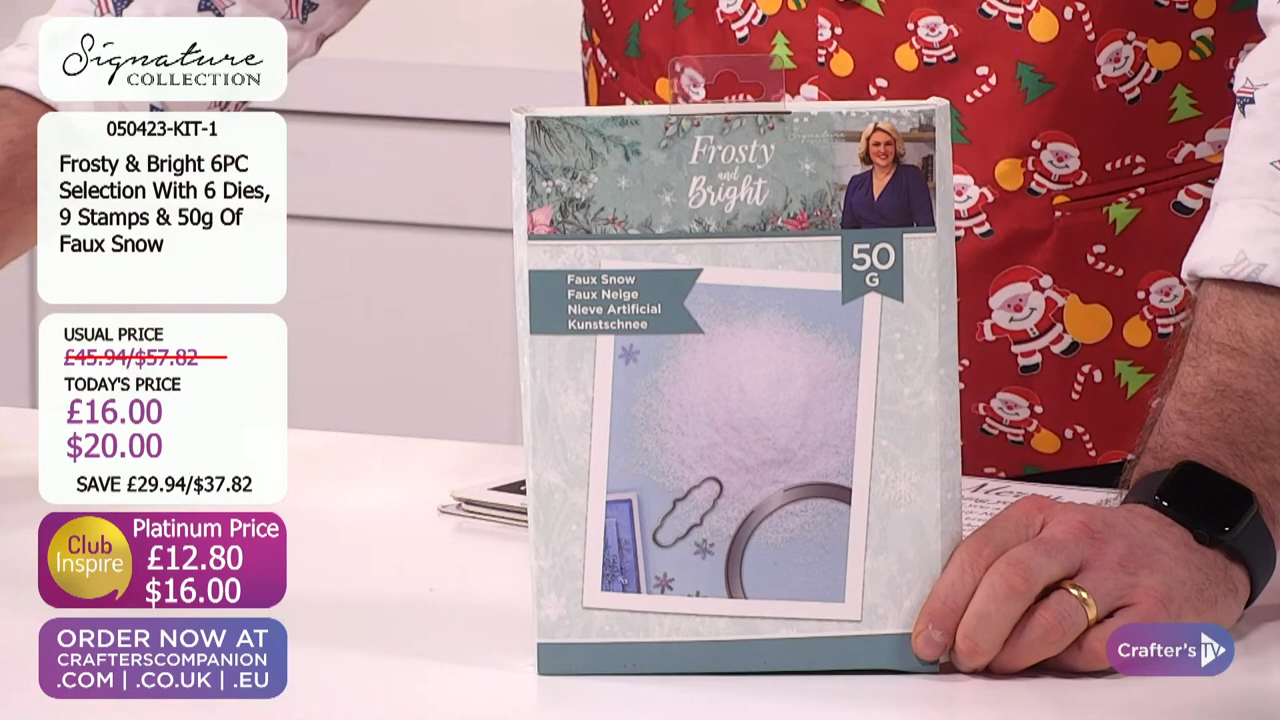 Signature
COLLECTION
050423-KIT-1
Frosty & Bright 6PC
Selection With 6 Dies,
9 Stamps & 50g Of
Faux Snow
USUAL PRICE
£45.94/$57.82
TODAY'S PRICE
£16.00
$20.00
SAVE £29.94/$37.82
Club
Inspire
Platinum Price
£12.80
$16.00
ORDER NOW AT
CRAFTERSCOMPANION
.COM | .CO.UK | .EU
Frosty
and
Bright
Signature
50
G
Faux Snow
Faux Neige
Nieve Artificial
Kunstschnee
Crafter's TV